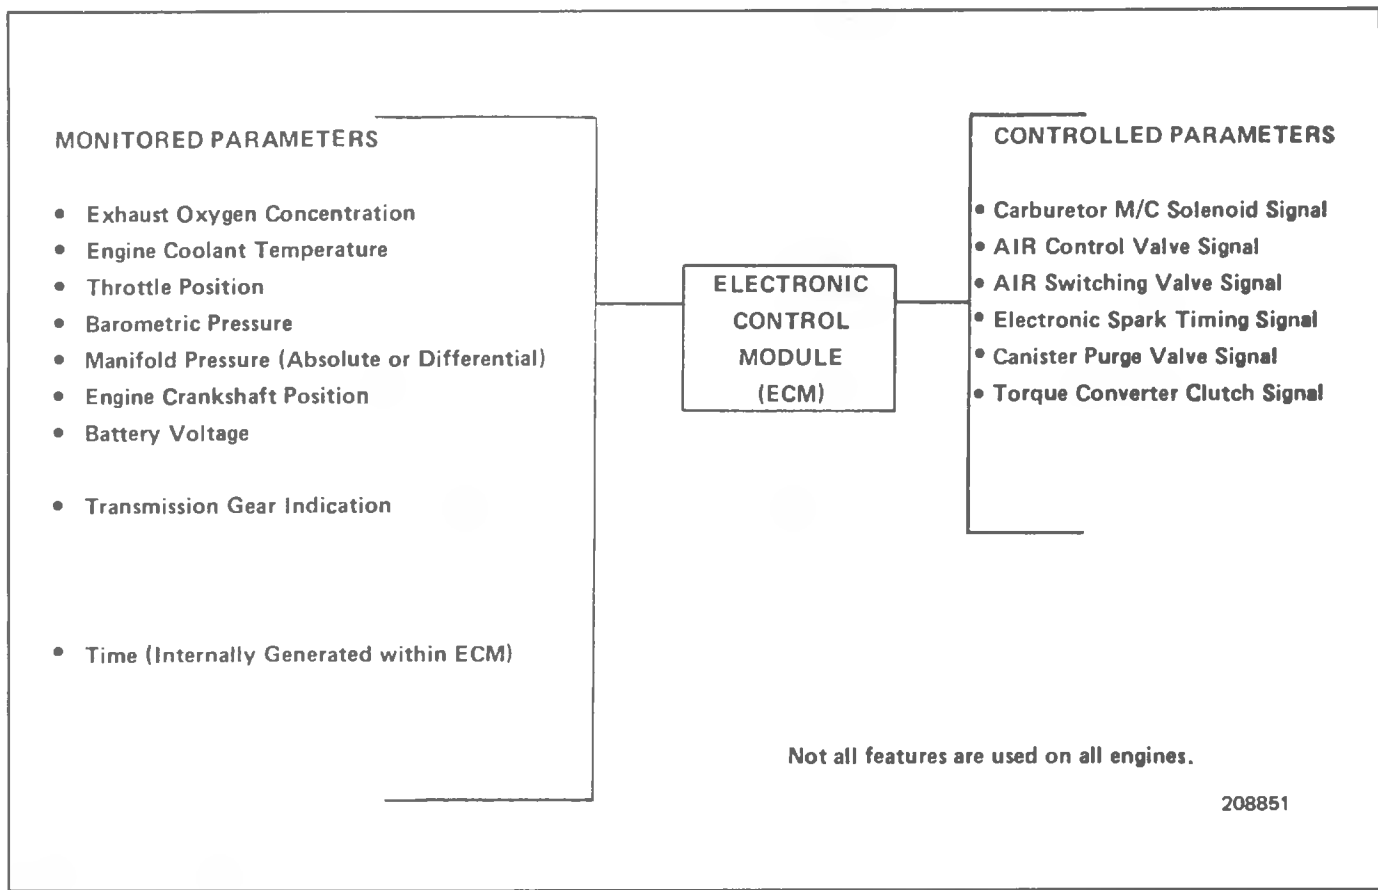 MONITORED PARAMETERS
• Exhaust Oxygen Concentration
• Engine Coolant Temperature
• Throttle Position
• Barometric Pressure
• Manifold Pressure (Absolute or Differential)
• Engine Crankshaft Position
• Battery Voltage
• Transmission Gear Indication
• Time (Internally Generated within ECM)
ELECTRONIC
CONTROL
MODULE
(ECM)
CONTROLLED PARAMETERS
• Carburetor M/C Solenoid Signal
• AIR Control Valve Signal
• AIR Switching Valve Signal
• Electronic Spark Timing Signal
• Canister Purge Valve Signal
• Torque Converter Clutch Signal
Not all features are used on all engines.
208851